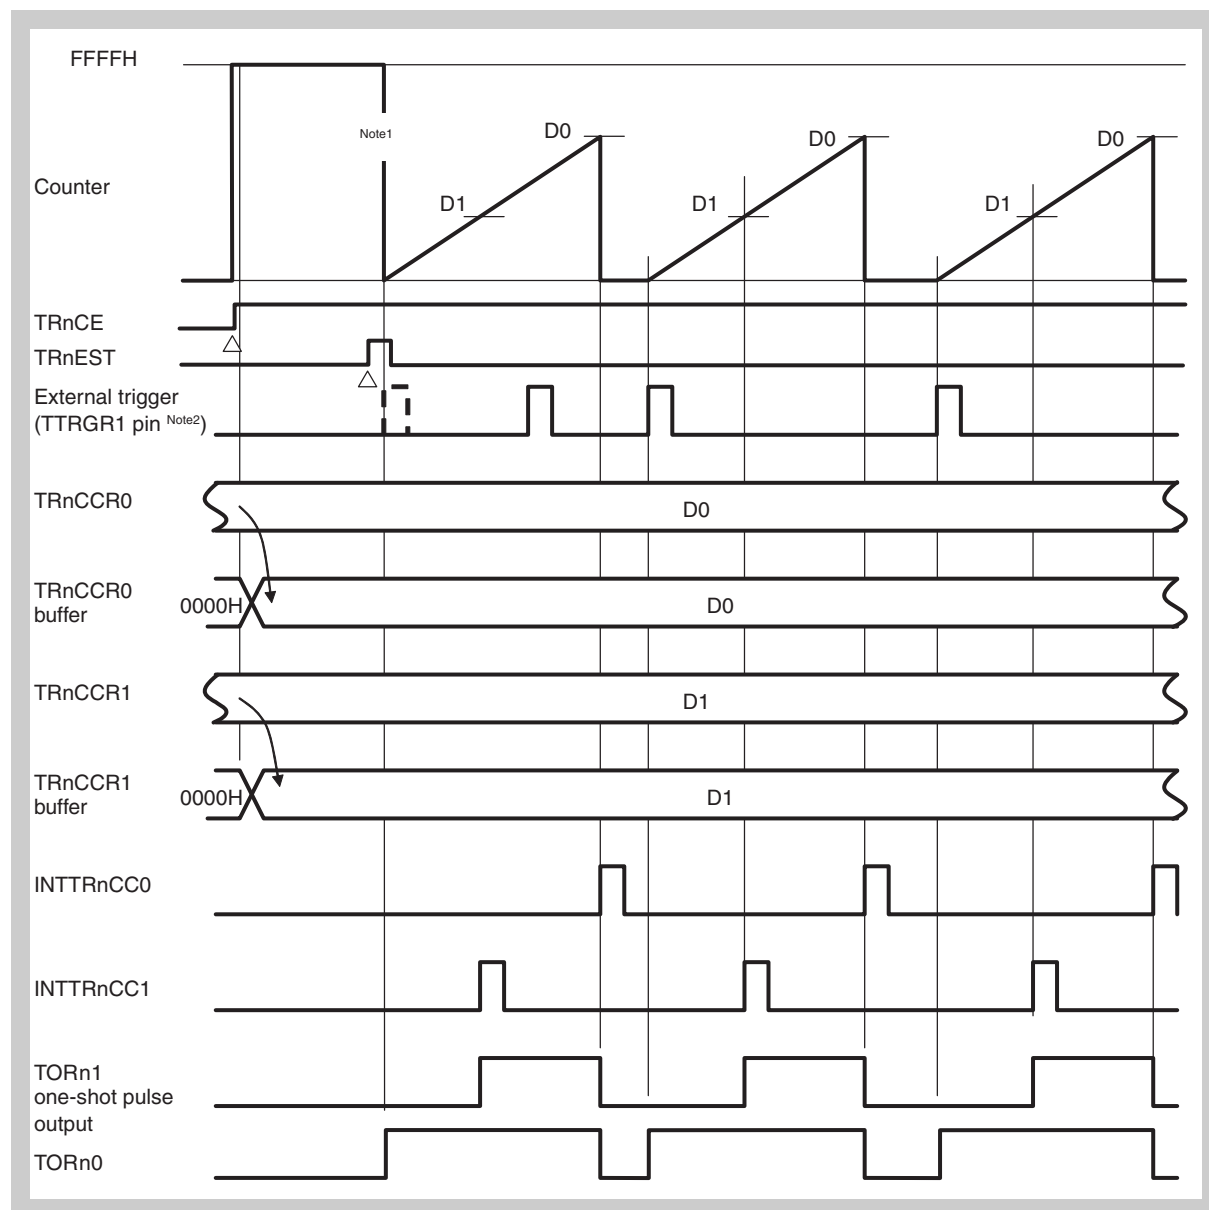 FFFFH
Note1
D0
D0
D0
Counter
D1
D1
D1
TRnCE
TRnEST
External trigger
(TTRGR1 pin Note2)
TRnCCR0
D0
TRnCCR0
buffer
0000H
D0
TRnCCR1
D1
TRnCCR1
buffer
0000H
D1
INTTRnCC0
INTTRnCC1
TORn1
one-shot pulse
output
TORn0